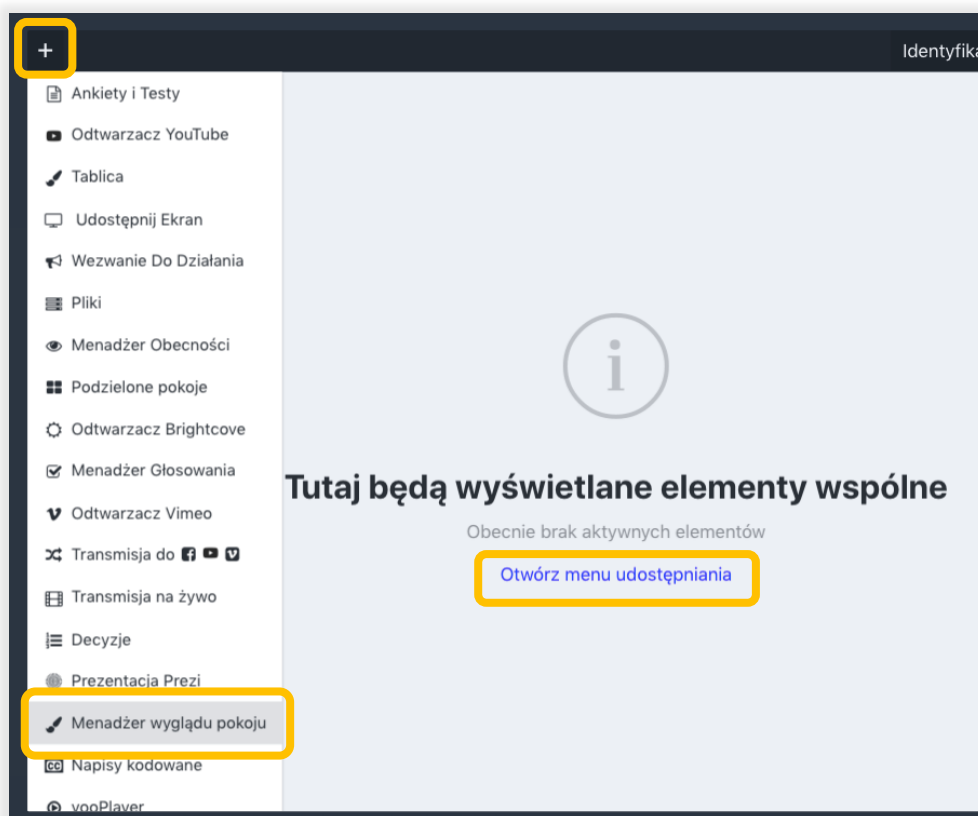 +
Identyfika
Ankiety i Testy
Odtwarzacz YouTube
Tablica
Udostępnij Ekran
Wezwanie Do Działania
Pliki
Menadżer Obecności
Podzielone pokoje
Odtwarzacz Brightcove
Menadżer Głosowania
Odtwarzacz Vimeo
Transmisja do
Transmisja na żywo
Decyzje
Prezentacja Prezi
Menadżer wyglądu pokoju
Napisy kodowane
vooPlayer
Tutaj będą wyświetlane elementy wspólne
Obecnie brak aktywnych elementów
Otwórz menu udostępniania